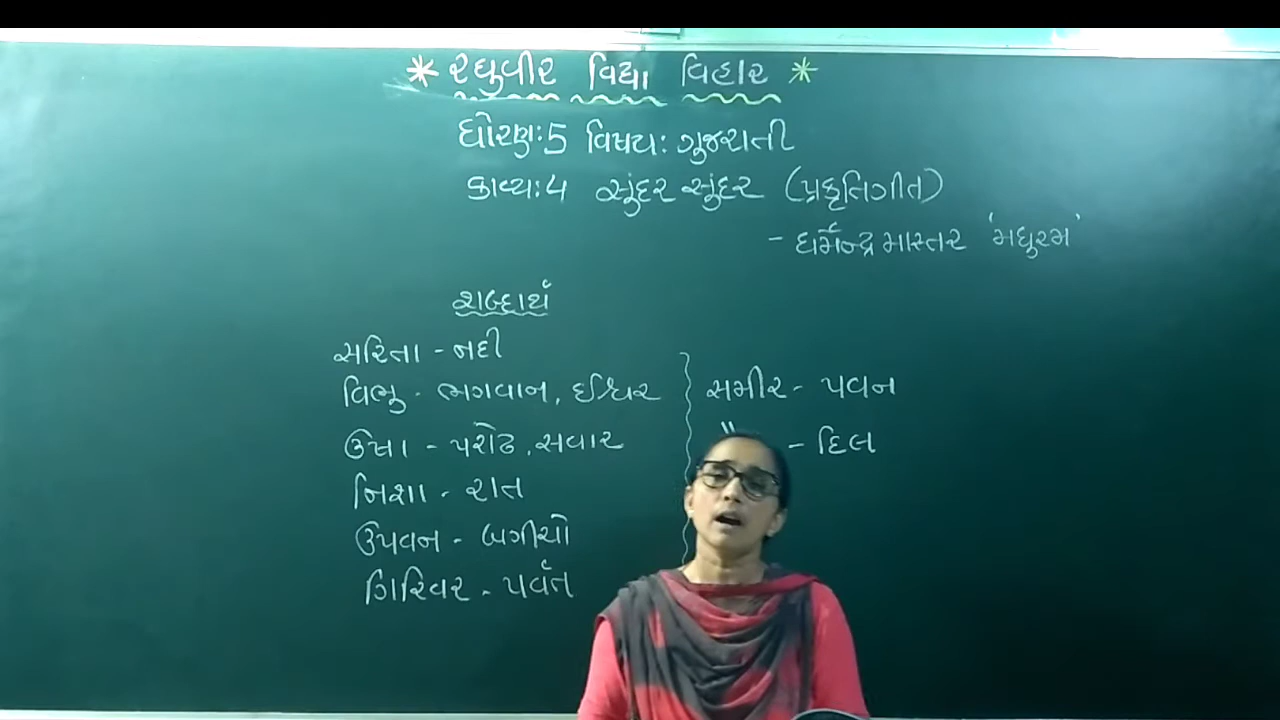 * રઘુવીર વિદ્યા વિહાર *
ધોરણ: 5 વિષય: ગુજરાતી
કાવ્ય: 4 સુંદર સુંદર (પ્રકૃતિગીત)
- ધર્મેન્દ્ર માસ્તર 'મધુરમ'
શબ્દાર્થ
સરિતા - નદી
વિભુ - ભગવાન, ઈશ્વર
ઉષા - પરોઢ, સવાર
નિશા - રાત
ઉપવન - બગીચો
ગિરિવર - પર્વત
સમીર - પવન
- દિલ